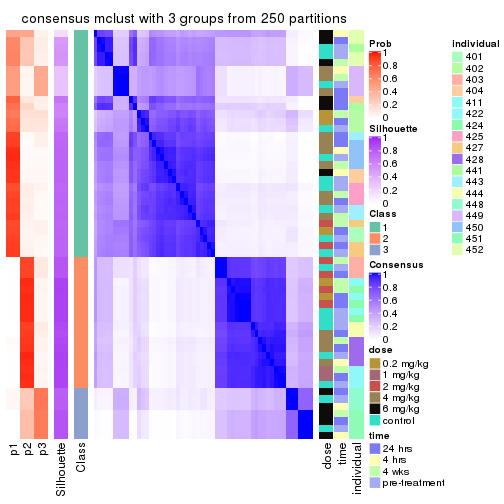 consensus mclust with 3 groups from 250 partitions
p1
p2
p3
Silhouette
Class
dose
time
individual
Prob
1
0.8
0.6
0.4
0.2
0
Silhouette
1
0.8
0.6
0.4
0.2
0
Class
1
2
3
Consensus
1
0.8
0.6
0.4
0.2
0
dose
0.2 mg/kg
1 mg/kg
2 mg/kg
4 mg/kg
6 mg/kg
control
time
24 hrs
4 hrs
4 wks
pre-treatment
individual
401
402
403
404
411
422
424
425
427
428
441
443
444
448
449
450
451
452